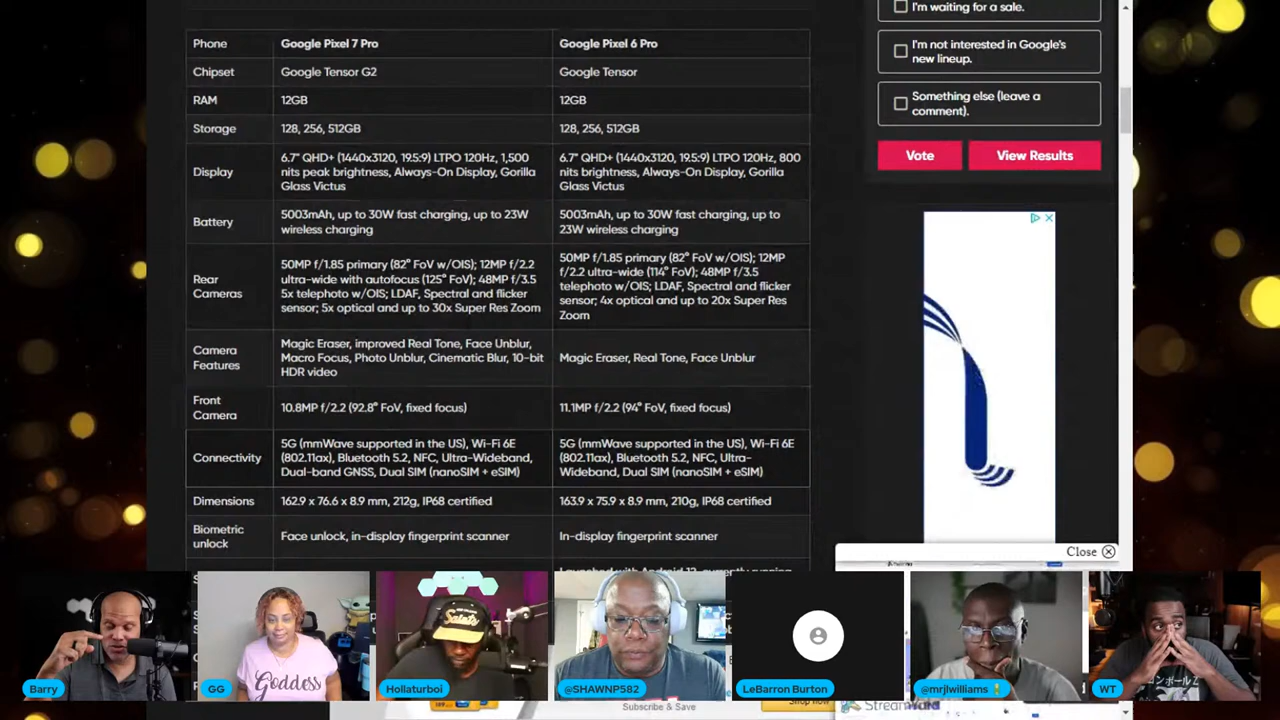 Phone Google Pixel 7 Pro Google Pixel 6 Pro
Chipset Google Tensor G2 Google Tensor
RAM 12GB 12GB
Storage 128, 256, 512GB 128, 256, 512GB
Display
6.7" QHD+ (1440x3120, 19.5:9) LTPO 120Hz, 1,500
nits peak brightness, Always-On Display, Gorilla
Glass Victus
6.7" QHD+ (1440x3120, 19.5:9) LTPO 120Hz, 800
nits brightness, Always-On Display, Gorilla
Glass Victus
Battery
5003mAh, up to 30W fast charging, up to 23W
wireless charging
5003mAh, up to 30W fast charging, up to
23W wireless charging
Rear
Cameras
50MP f/1.85 primary (82° FoV w/OIS); 12MP f/2.2
ultra-wide with autofocus (125° FoV); 48MP f/3.5
5x telephoto w/OIS; LDAF, Spectral and flicker
sensor; 5x optical and up to 30x Super Res Zoom
50MP f/1.85 primary (82° FoV w/OIS); 12MP
f/2.2 ultra-wide (114° FoV); 48MP f/3.5
telephoto w/OIS; LDAF, Spectral and flicker
sensor; 4x optical and up to 20x Super Res
Zoom
Camera
Features
Magic Eraser, improved Real Tone, Face Unblur,
Macro Focus, Photo Unblur, Cinematic Blur, 10-bit
HDR video
Magic Eraser, Real Tone, Face Unblur
Front
Camera
10.8MP f/2.2 (92.8° FoV, fixed focus)
11.1MP f/2.2 (94° FoV, fixed focus)
Connectivity
5G (mmWave supported in the US), Wi-Fi 6E
(802.11ax), Bluetooth 5.2, NFC, Ultra-Wideband,
Dual-band GNSS, Dual SIM (nanoSIM + eSIM)
5G (mmWave supported in the US), Wi-Fi 6E
(802.11ax), Bluetooth 5.2, NFC, Ultra-
Wideband, Dual SIM (nanoSIM + eSIM)
Dimensions 162.9 x 76.6 x 8.9 mm, 212g, IP68 certified 163.9 x 75.9 x 8.9 mm, 210g, IP68 certified
Biometric
unlock
Face unlock, in-display fingerprint scanner
In-display fingerprint scanner
Launched with Android 12, currently running
I'm waiting for a sale.
I'm not interested in Google's
new lineup.
Something else (leave a
comment).
Vote View Results
Close
Saints
Goddess
Barry
GG
Hollaturboi
@SHAWNP582
LeBarron Burton
@mrjlwilliams
WT
Subscribe & Save
Shop now
StreamYard